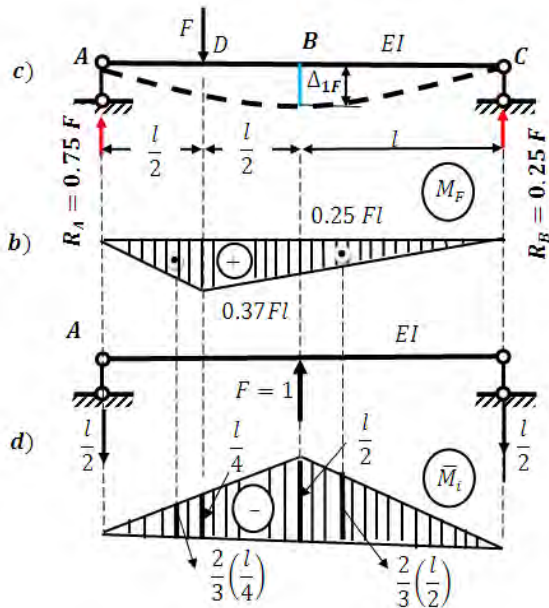 F
A
D
B
EI
C
c)
Δ₁F
l/2
l/2
l
R_A = 0.75 F
R_B = 0.25 F
M_F
0.25 Fl
b)
+
0.37Fl
A
EI
F = 1
d)
l/2
l/4
l/2
l/2
M̅_i
-
2/3(l/4)
2/3(l/2)